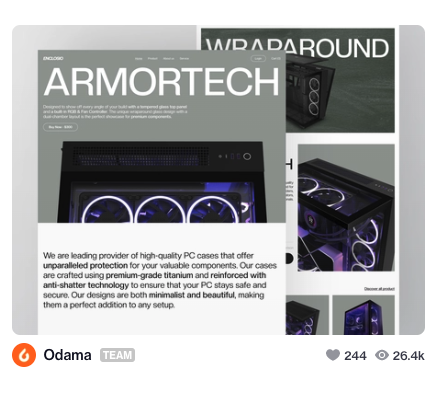 WRAPAROUND
ENCLOSO
ARMORTECH
Designed to show off every angle of your build with a tempered glass top panel
and a built-in RGB & Fan Controller. The unique wraparound glass design with a
dual-chamber layout is the perfect showcase for premium components.
Buy Now
H
We are leading provider of high-quality PC cases that offer
unparalleled protection for your valuable components. Our cases
are crafted using premium-grade titanium and reinforced with
anti-shatter technology to ensure that your PC stays safe and
secure. Our designs are both minimalist and beautiful, making
them a perfect addition to any setup.
Discover all product
Odama TEAM 244 26.4k